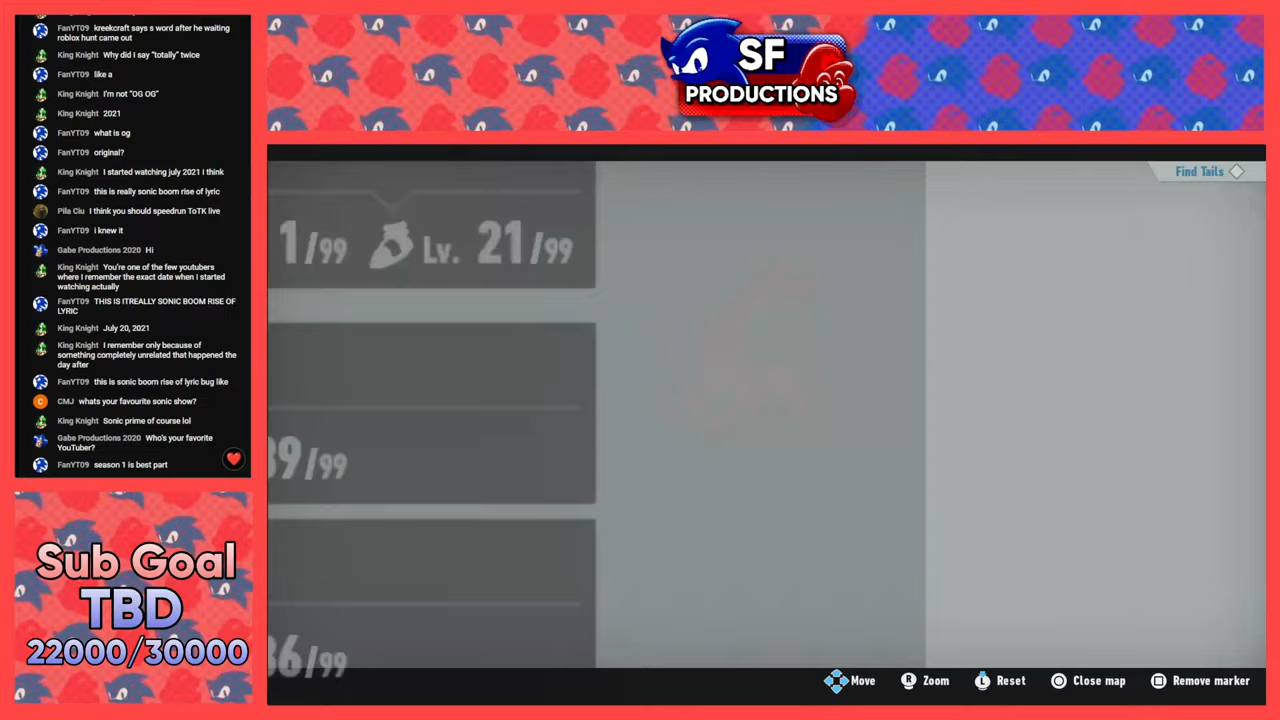 FanYT09 kreekcraft says s word after he waiting
roblox hunt came out
King Knight Why did I say "totally" twice
FanYT09 like a
King Knight I'm not "OG OG"
King Knight 2021
FanYT09 what is og
FanYT09 original?
King Knight I started watching july 2021 I think
FanYT09 this is really sonic boom rise of lyric
Pila Ciu I think you should speedrun ToTK live
FanYT09 i knew it
Gabe Productions 2020 Hi
King Knight You're one of the few youtubers
where I remember the exact date when I started
watching actually
FanYT09 THIS IS ITREALLY SONIC BOOM RISE OF
LYRIC
King Knight July 20, 2021
King Knight I remember only because of
something completely unrelated that happened the
day after
FanYT09 this is sonic boom rise of lyric bug like
C CMJ whats your favourite sonic show?
King Knight Sonic prime of course lol
Gabe Productions 2020 Who's your favorite
YouTuber?
FanYT09 season 1 is best part
Sub Goal
TBD
22000/30000
SF
PRODUCTIONS
Find Tails
1/99 Lv. 21/99
39/99
36/99
Move R Zoom L Reset Close map Remove marker